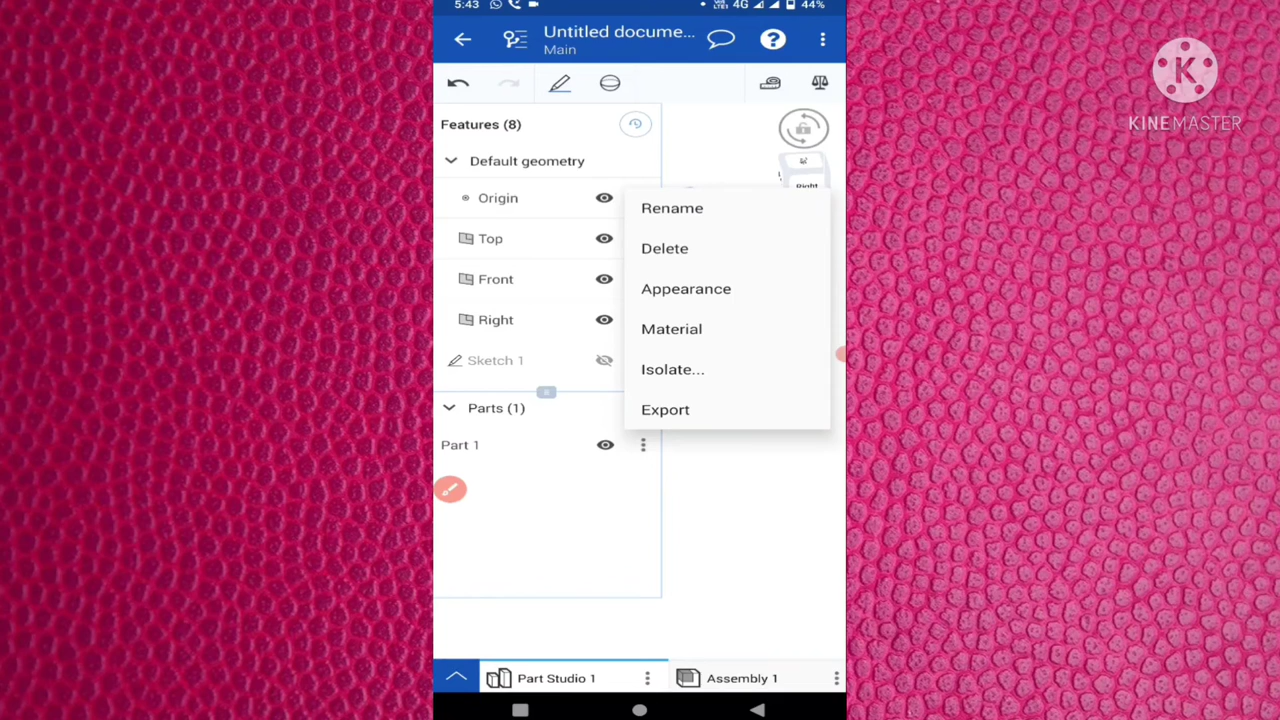 5:43
4G
44%
Untitled docume...
Main
KINEMASTER
Features (8)
Default geometry
Origin
Top
Front
Right
Sketch 1
Parts (1)
Part 1
Right
Rename
Delete
Appearance
Material
Isolate...
Export
Part Studio 1
Assembly 1